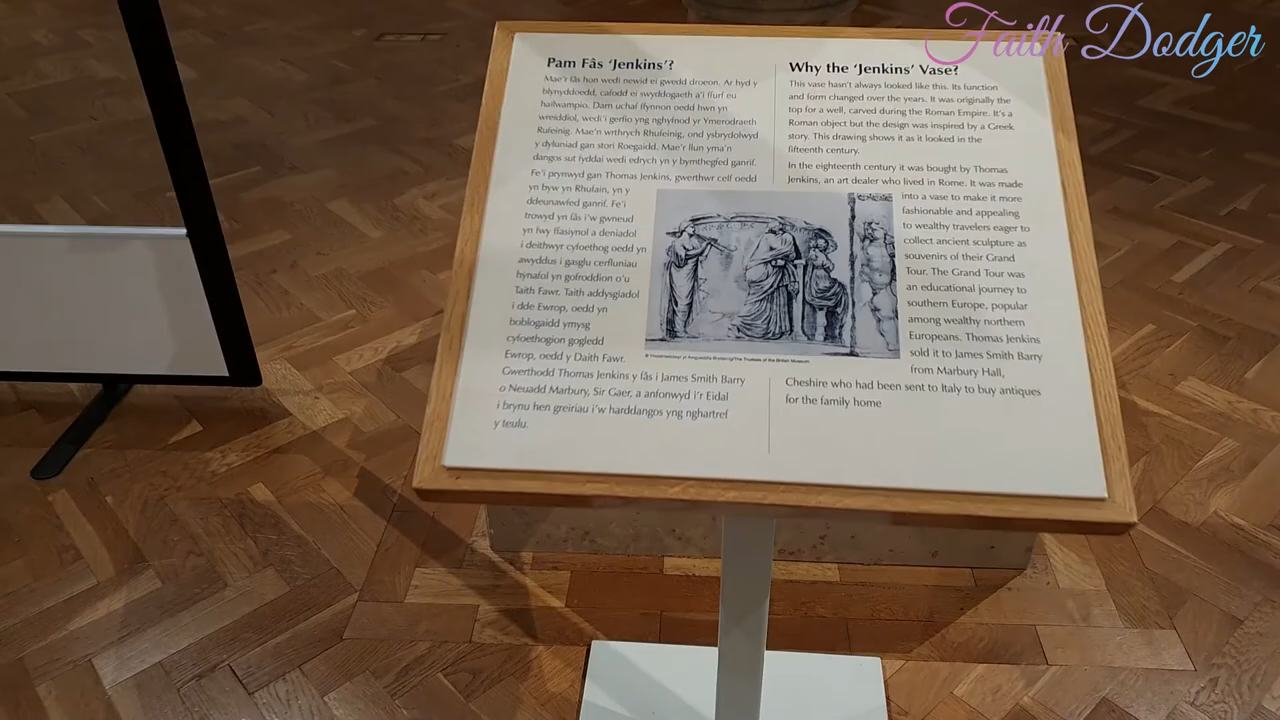 Faith Dodger
Pam Fâs 'Jenkins'?
Mae'r fâs hon wedi newid ei gwedd droeon. Ar hyd y
blynyddoedd, cafodd ei swyddogaeth a'i ffurf eu
hailwampio. Darn uchaf ffynnon oedd hwn yn
wreiddiol, wedi'i gerfio yng nghyfnod yr Ymerodraeth
Rufeinig. Mae'n wrthrych Rhufeinig, ond ysbrydolwyd
y dyluniad gan stori Roegaidd. Mae'r llun yma'n
dangos sut fyddai wedi edrych yn y bymthegfed ganrif.
Fe'i prynwyd gan Thomas Jenkins, gwerthwr celf oedd
yn byw yn Rhufain, yn y
ddeunawfed ganrif. Fe'i
trowyd yn fâs i'w gwneud
yn fwy ffasiynol a deniadol
i deithwyr cyfoethog oedd yn
awyddus i gasglu cerfluniau
hynafol yn gofroddion o'u
Taith Fawr. Taith addysgiadol
i dde Ewrop, oedd yn
boblogaidd ymysg
cyfoethogion gogledd
Ewrop, oedd y Daith Fawr.
Gwerthodd Thomas Jenkins y fâs i James Smith Barry
o Neuadd Marbury, Sir Gaer, a anfonwyd i'r Eidal
i brynu hen greiriau i'w harddangos yng nghartref
y teulu.
Why the 'Jenkins' Vase?
This vase hasn't always looked like this. Its function
and form changed over the years. It was originally the
top for a well, carved during the Roman Empire. It's a
Roman object but the design was inspired by a Greek
story. This drawing shows it as it looked in the
fifteenth century.
In the eighteenth century it was bought by Thomas
Jenkins, an art dealer who lived in Rome. It was made
into a vase to make it more
fashionable and appealing
to wealthy travelers eager to
collect ancient sculpture as
souvenirs of their Grand
Tour. The Grand Tour was
an educational journey to
southern Europe, popular
among wealthy northern
Europeans. Thomas Jenkins
sold it to James Smith Barry
from Marbury Hall,
Cheshire who had been sent to Italy to buy antiques
for the family home
© Ymddiriedolwyr yr Amgueddfa Brydeinig/The Trustees of the British Museum